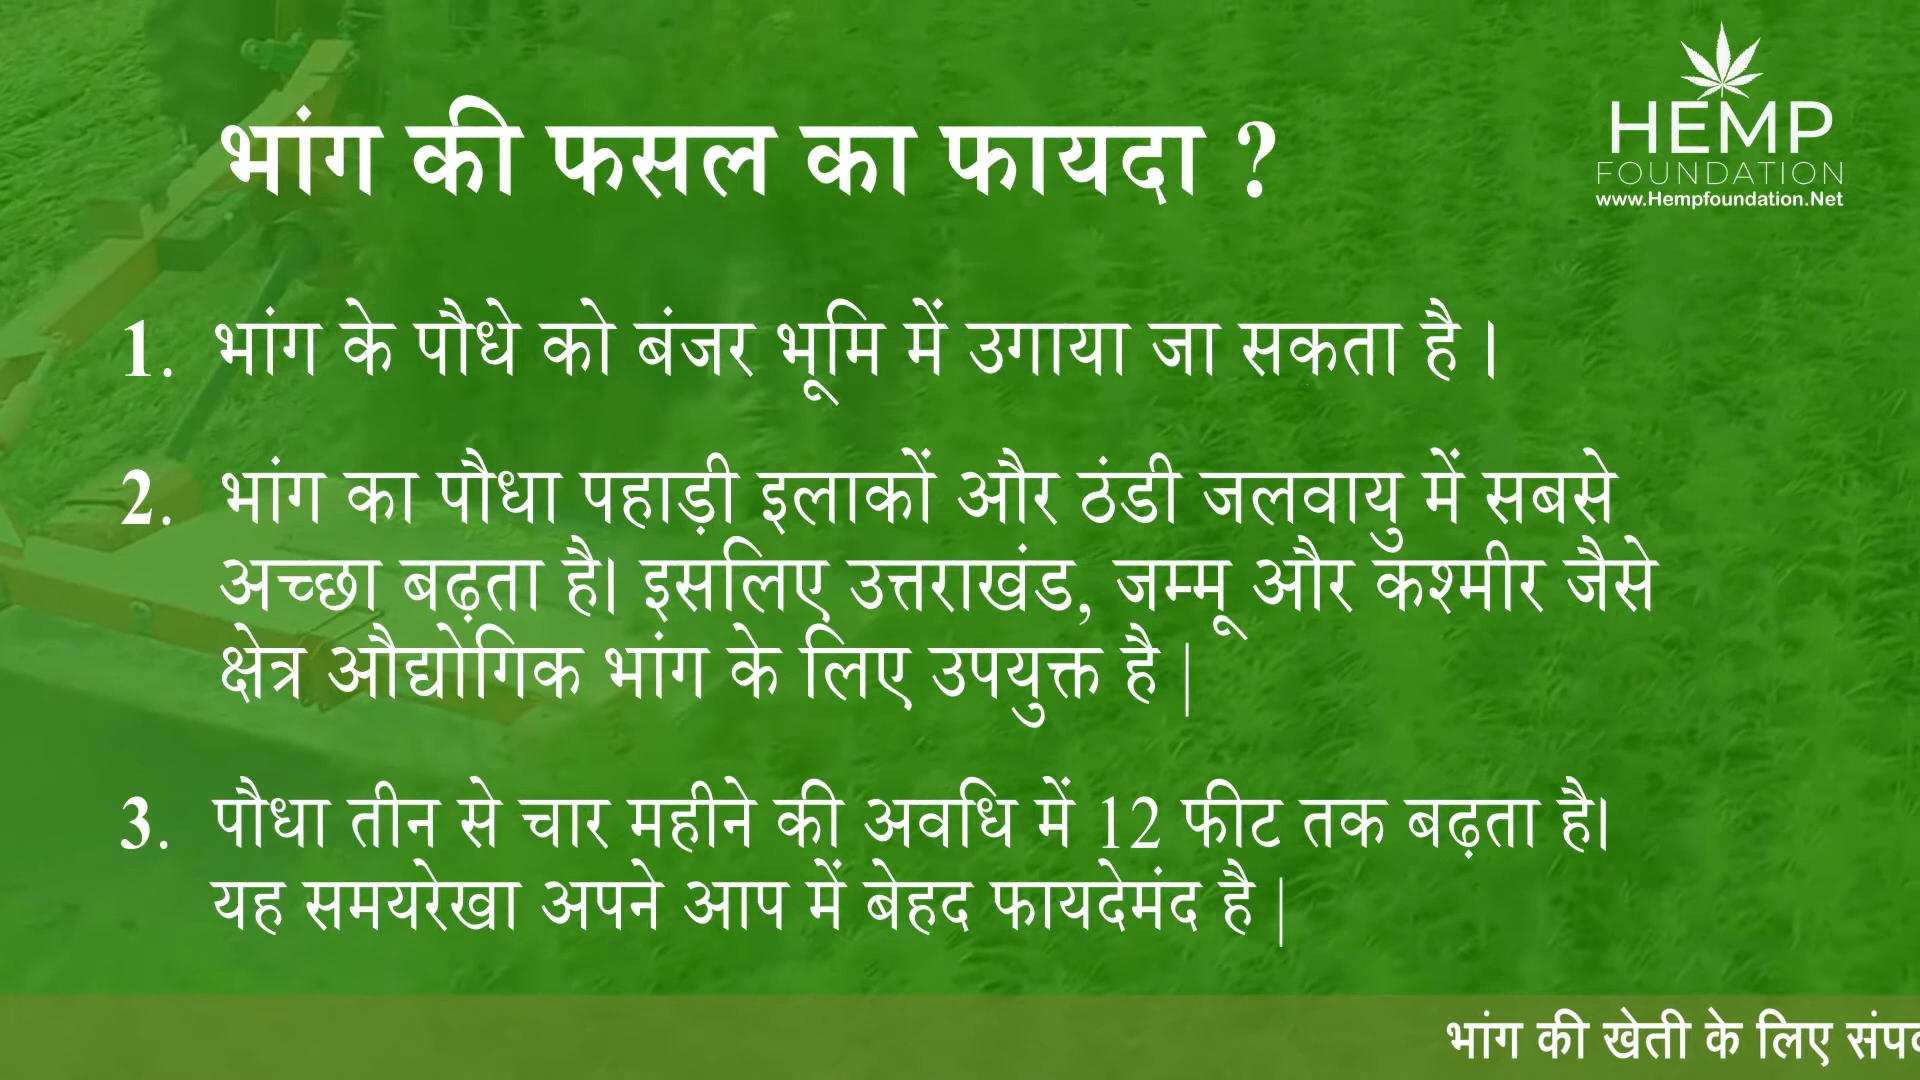 HEMP
FOUNDATION
www.Hempfoundation.Net
भांग की फसल का फायदा ?
1. भांग के पौधे को बंजर भूमि में उगाया जा सकता है ।
2. भांग का पौधा पहाड़ी इलाकों और ठंडी जलवायु में सबसे
अच्छा बढ़ता है। इसलिए उत्तराखंड, जम्मू और कश्मीर जैसे
क्षेत्र औद्योगिक भांग के लिए उपयुक्त है |
3. पौधा तीन से चार महीने की अवधि में 12 फीट तक बढ़ता है।
यह समयरेखा अपने आप में बेहद फायदेमंद है |
भांग की खेती के लिए